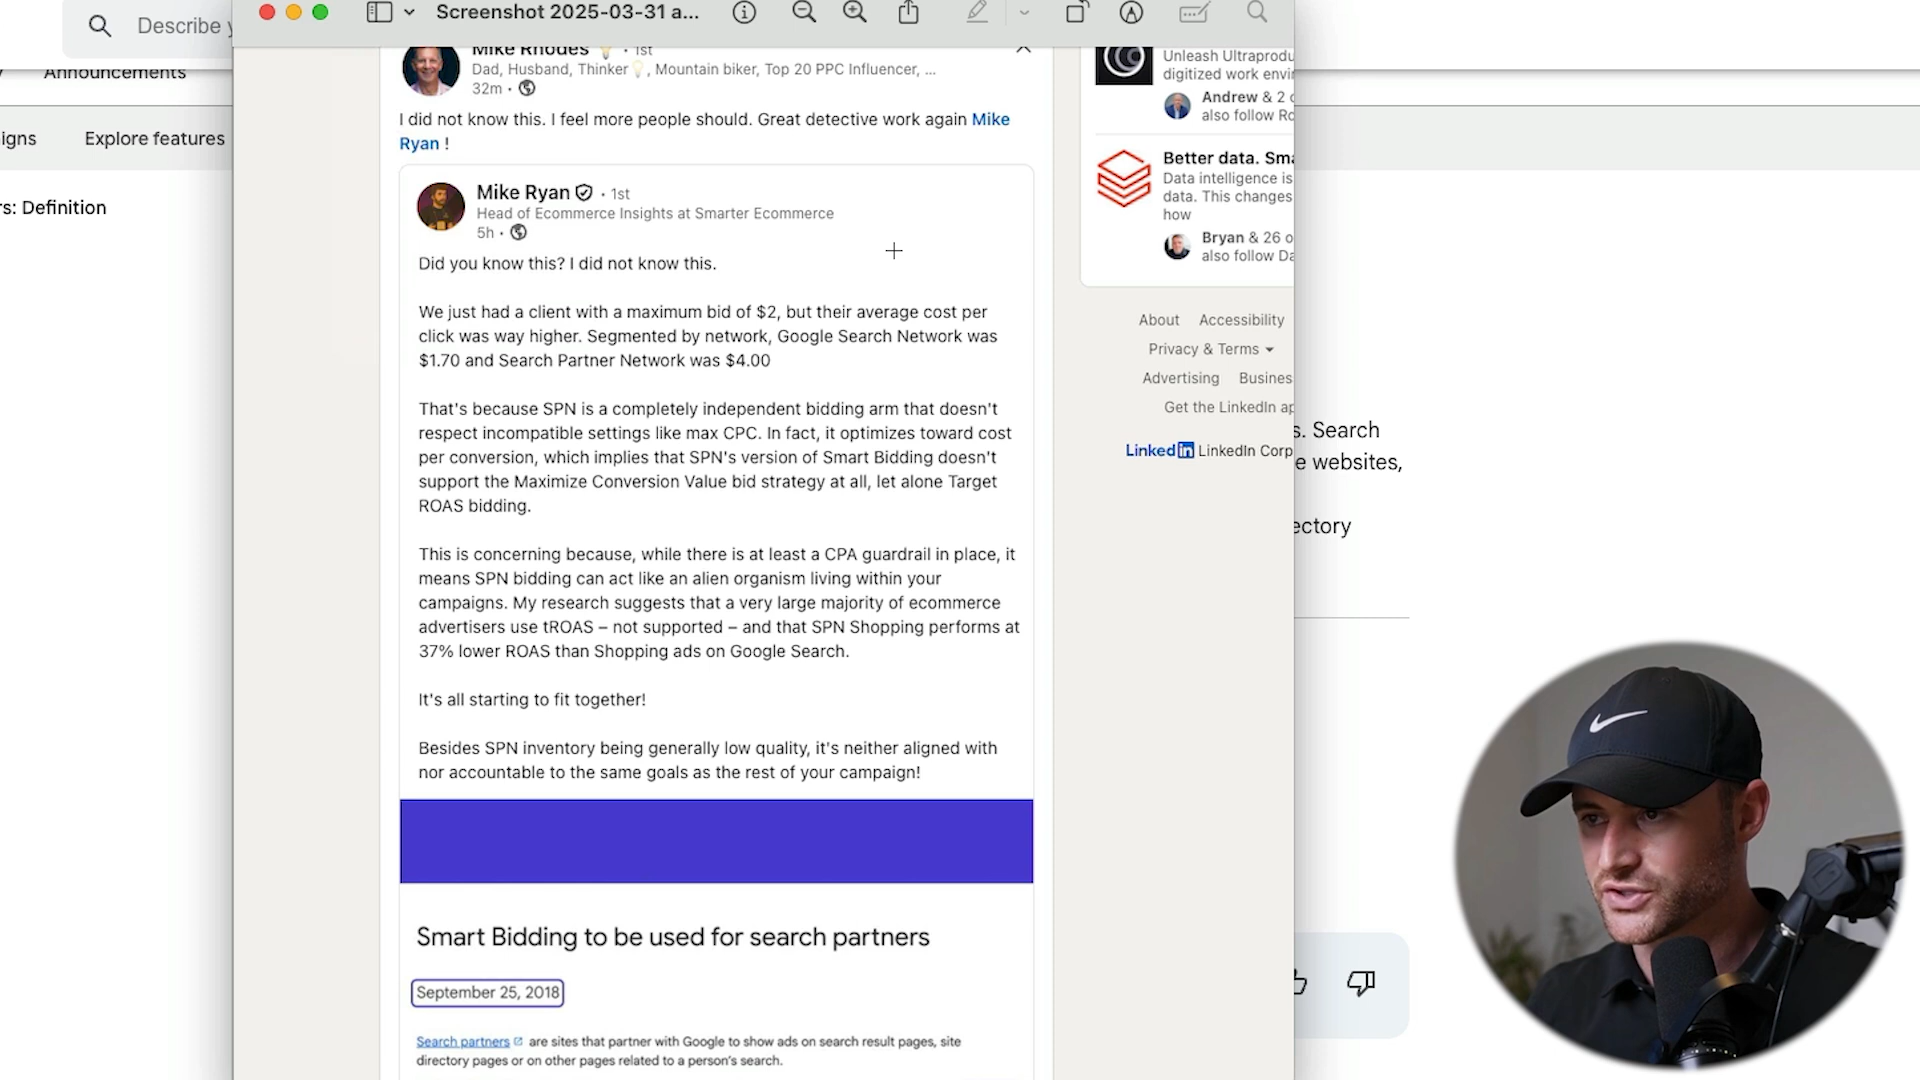 Describe
Screenshot 2025-03-31 a...
Announcements
igns
Explore features
rs: Definition
Mike Rhodes 💡 · 1st
Dad, Husband, Thinker💡, Mountain biker, Top 20 PPC Influencer, ...
32m ·
I did not know this. I feel more people should. Great detective work again Mike
Ryan !
Mike Ryan · 1st
Head of Ecommerce Insights at Smarter Ecommerce
5h ·
Did you know this? I did not know this.
We just had a client with a maximum bid of $2, but their average cost per
click was way higher. Segmented by network, Google Search Network was
$1.70 and Search Partner Network was $4.00
That's because SPN is a completely independent bidding arm that doesn't
respect incompatible settings like max CPC. In fact, it optimizes toward cost
per conversion, which implies that SPN's version of Smart Bidding doesn't
support the Maximize Conversion Value bid strategy at all, let alone Target
ROAS bidding.
This is concerning because, while there is at least a CPA guardrail in place, it
means SPN bidding can act like an alien organism living within your
campaigns. My research suggests that a very large majority of ecommerce
advertisers use tROAS – not supported – and that SPN Shopping performs at
37% lower ROAS than Shopping ads on Google Search.
It's all starting to fit together!
Besides SPN inventory being generally low quality, it's neither aligned with
nor accountable to the same goals as the rest of your campaign!
Smart Bidding to be used for search partners
September 25, 2018
Search partners are sites that partner with Google to show ads on search result pages, site
directory pages or on other pages related to a person's search.
Unleash Ultraprodu
digitized work envi
Andrew & 2
also follow Ro
Better data. Sma
Data intelligence is
data. This changes
how
Bryan & 26 o
also follow Da
About Accessibility
Privacy & Terms
Advertising Busines
Get the LinkedIn ap
LinkedIn LinkedIn Corp
s. Search
e websites,
ectory